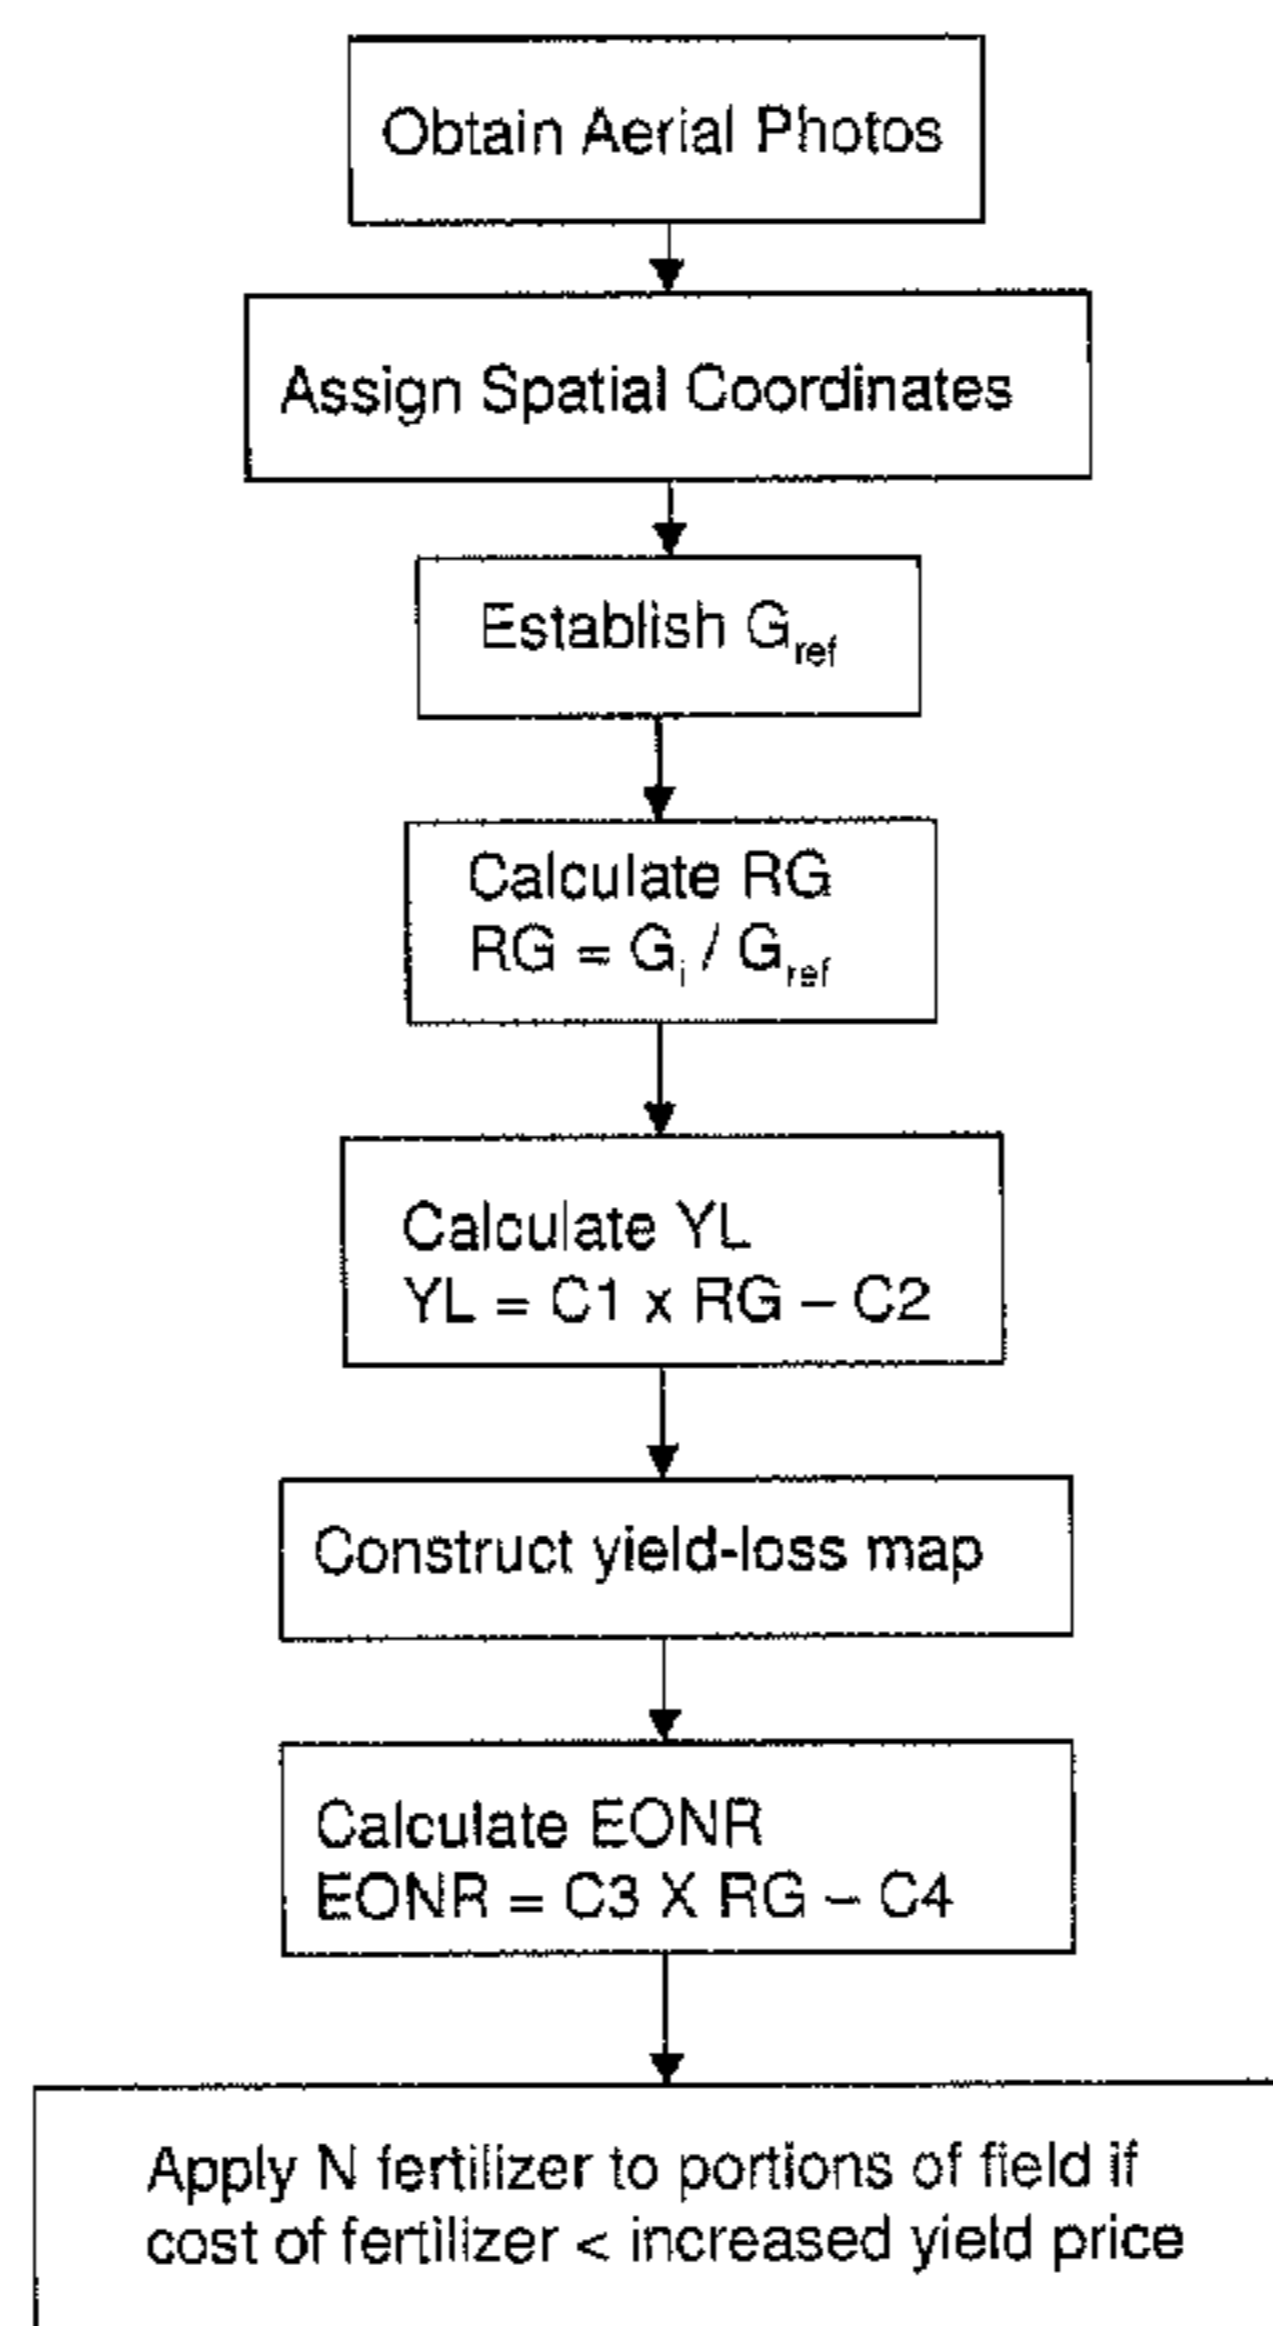 Obtain Aerial Photos
Assign Spatial Coordinates
Establish G_ref
Calculate RG
RG = G_i / G_ref
Calculate YL
YL = C1 x RG – C2
Construct yield-loss map
Calculate EONR
EONR = C3 X RG – C4
Apply N fertilizer to portions of field if
cost of fertilizer < increased yield price